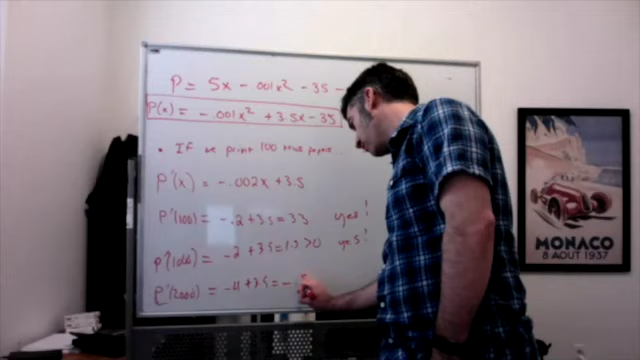 P = 5x - .001x² - 35 -
P(x) = -.001x² + 3.5x - 35
• If we print 100 news papers...
P'(x) = -.002x + 3.5
P'(100) = -.2 + 3.5 = 3.3 yes!
P'(1000) = -2 + 3.5 = 1.5 > 0 yes!
P'(2000) = -4 + 3.5 = - .5
MONACO
8 AOUT 1937